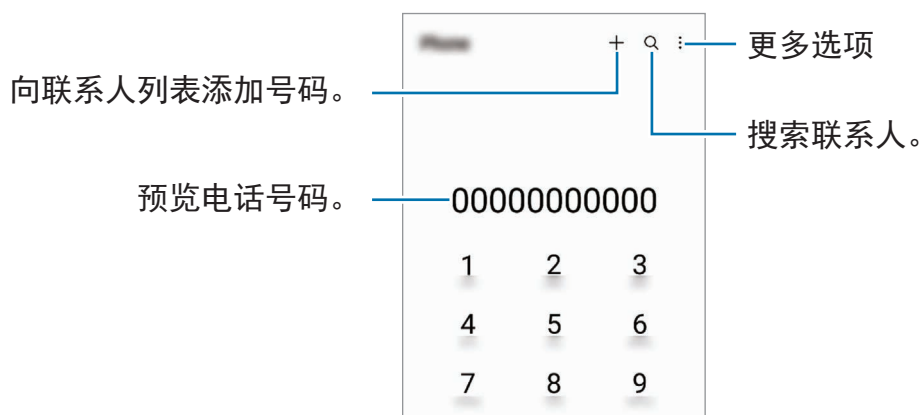 更多选项
向联系人列表添加号码。
搜索联系人。
预览电话号码。
00000000000
1 2 3
4 5 6
7 8 9